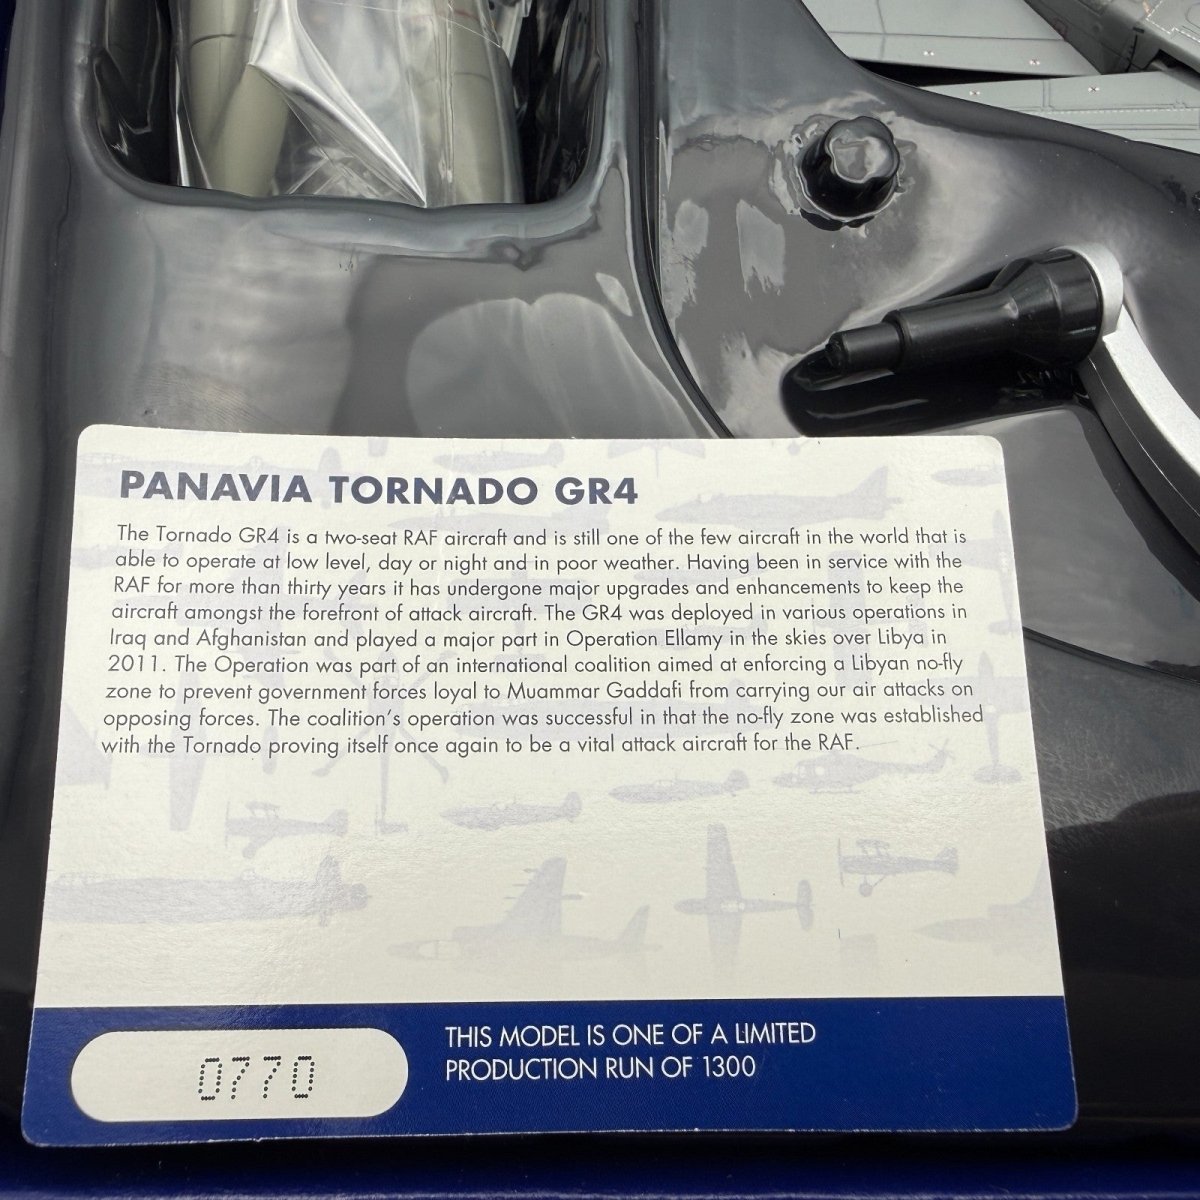 PANAVIA TORNADO GR4
The Tornado GR4 is a two-seat RAF aircraft and is still one of the few aircraft in the world that is
able to operate at low level, day or night and in poor weather. Having been in service with the
RAF for more than thirty years it has undergone major upgrades and enhancements to keep the
aircraft amongst the forefront of attack aircraft. The GR4 was deployed in various operations in
Iraq and Afghanistan and played a major part in Operation Ellamy in the skies over Libya in
2011. The Operation was part of an international coalition aimed at enforcing a Libyan no-fly
zone to prevent government forces loyal to Muammar Gaddafi from carrying our air attacks on
opposing forces. The coalition's operation was successful in that the no-fly zone was established
with the Tornado proving itself once again to be a vital attack aircraft for the RAF.
0770
THIS MODEL IS ONE OF A LIMITED
PRODUCTION RUN OF 1300